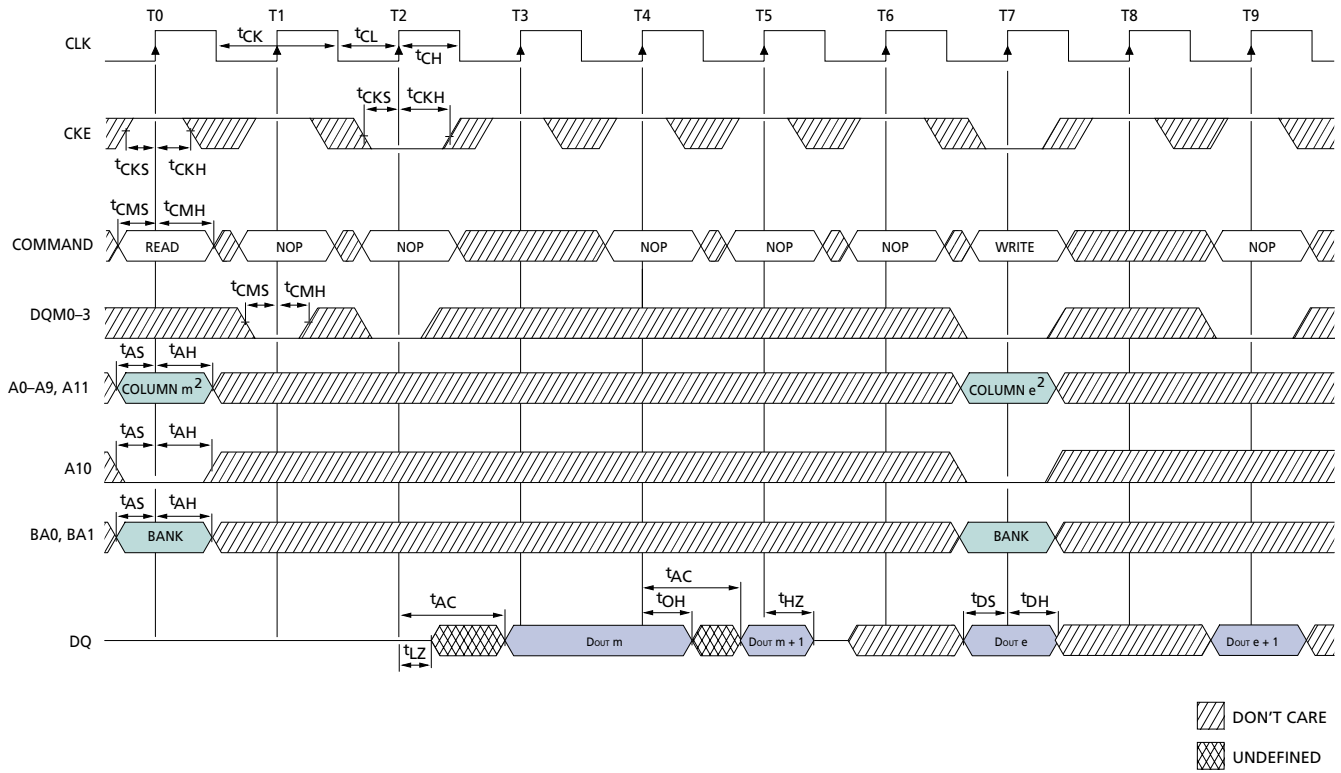 T0 T1 T2 T3 T4 T5 T6 T7 T8 T9
CLK
tCK tCL tCH
tCKS tCKH
CKE
tCKS tCKH
tCMS tCMH
COMMAND READ NOP NOP NOP NOP NOP WRITE NOP
tCMS tCMH
DQM0–3
tAS tAH
A0–A9, A11 COLUMN m2 COLUMN e2
tAS tAH
A10
tAS tAH
BA0, BA1 BANK BANK
tAC tAC tOH tHZ tDS tDH
DQ DOUT m DOUT m + 1 DOUT e DOUT e + 1
tLZ
DON'T CARE
UNDEFINED